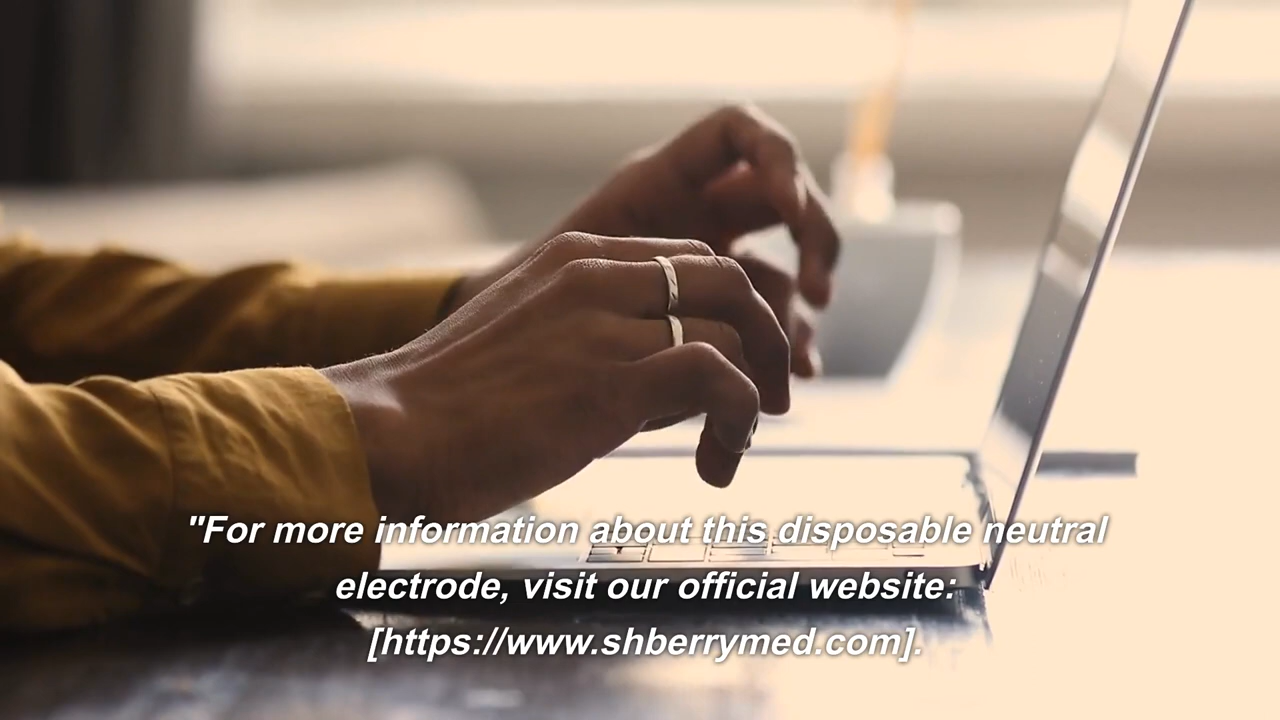 "For more information about this disposable neutral
electrode, visit our official website:
[https://www.shberrymed.com].